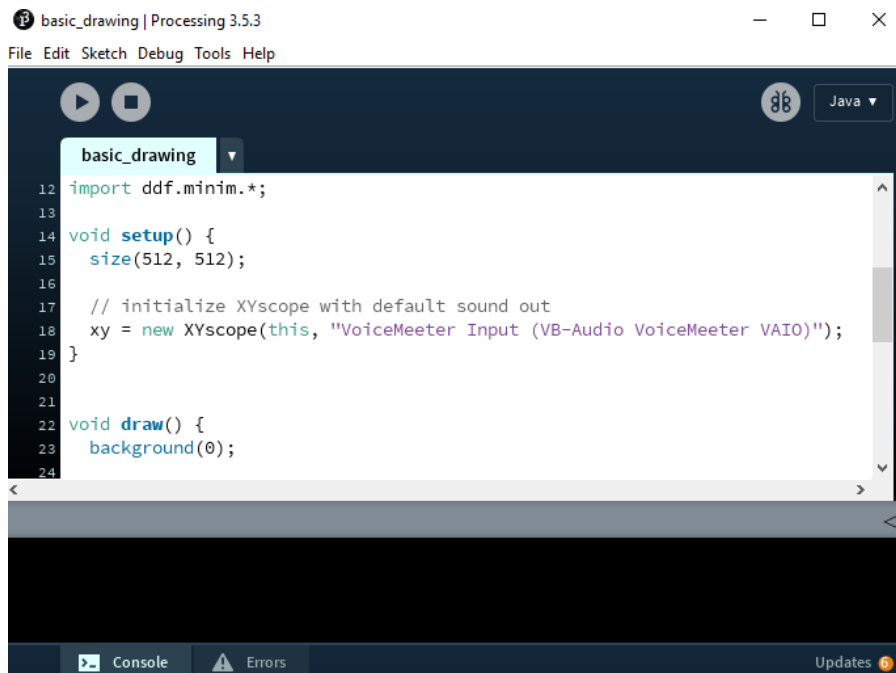 basic_drawing | Processing 3.5.3
File Edit Sketch Debug Tools Help
Java ▼
basic_drawing ▼
12 import ddf.minim.*;
13
14 void setup() {
15   size(512, 512);
16
17   // initialize XYscope with default sound out
18   xy = new XYscope(this, "VoiceMeeter Input (VB-Audio VoiceMeeter VAIO)");
19 }
20
21
22 void draw() {
23   background(0);
24
Console Errors Updates 6